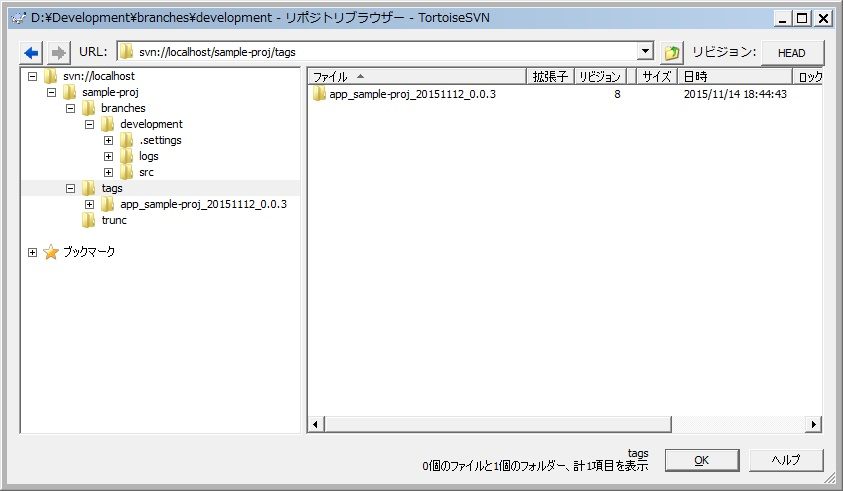 D:¥Development¥branches¥development - リポジトリブラウザー - TortoiseSVN
URL: svn://localhost/sample-proj/tags リビジョン: HEAD
svn://localhost
sample-proj
branches
development
.settings
logs
src
tags
app_sample-proj_20151112_0.0.3
trunc
ブックマーク
ファイル 拡張子 リビジョン サイズ 日時 ロック
app_sample-proj_20151112_0.0.3 8 2015/11/14 18:44:43
tags
0個のファイルと1個のフォルダー、計1項目を表示
OK ヘルプ